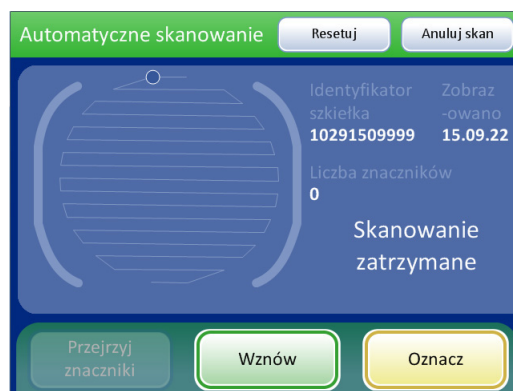 Automatyczne skanowanie
Resetuj
Anuluj skan
Identyfikator
szkiełka
10291509999
Zobraz
-owano
15.09.22
Liczba znaczników
0
Skanowanie
zatrzymane
Przejrzyj
znaczniki
Wznów
Oznacz